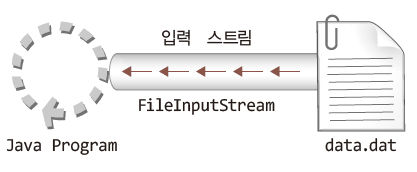 입력 스트림
FileInputStream
Java Program
data.dat